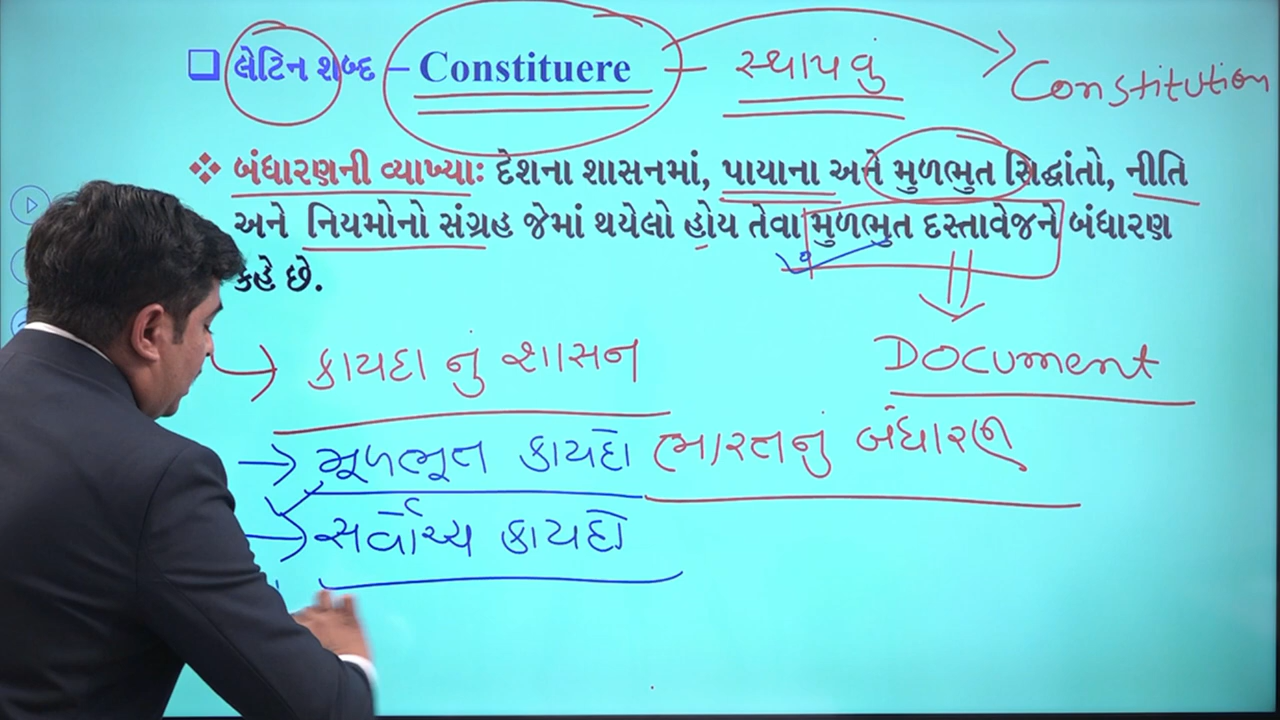 ❑ લેટિન શબ્દ – Constituere – સ્થાપવું → Constitution
❖ બંધારણની વ્યાખ્યાઃ દેશના શાસનમાં, પાયાના અને મુળભુત સિદ્ધાંતો, નીતિ
અને નિયમોનો સંગ્રહ જેમાં થયેલો હોય તેવા મુળભુત દસ્તાવેજને બંધારણ
કહે છે.
→ કાયદા નું શાસન
Document
→ મૂળભૂત કાયદો ભારતનું બંધારણ
→ સર્વોચ્ચ કાયદો